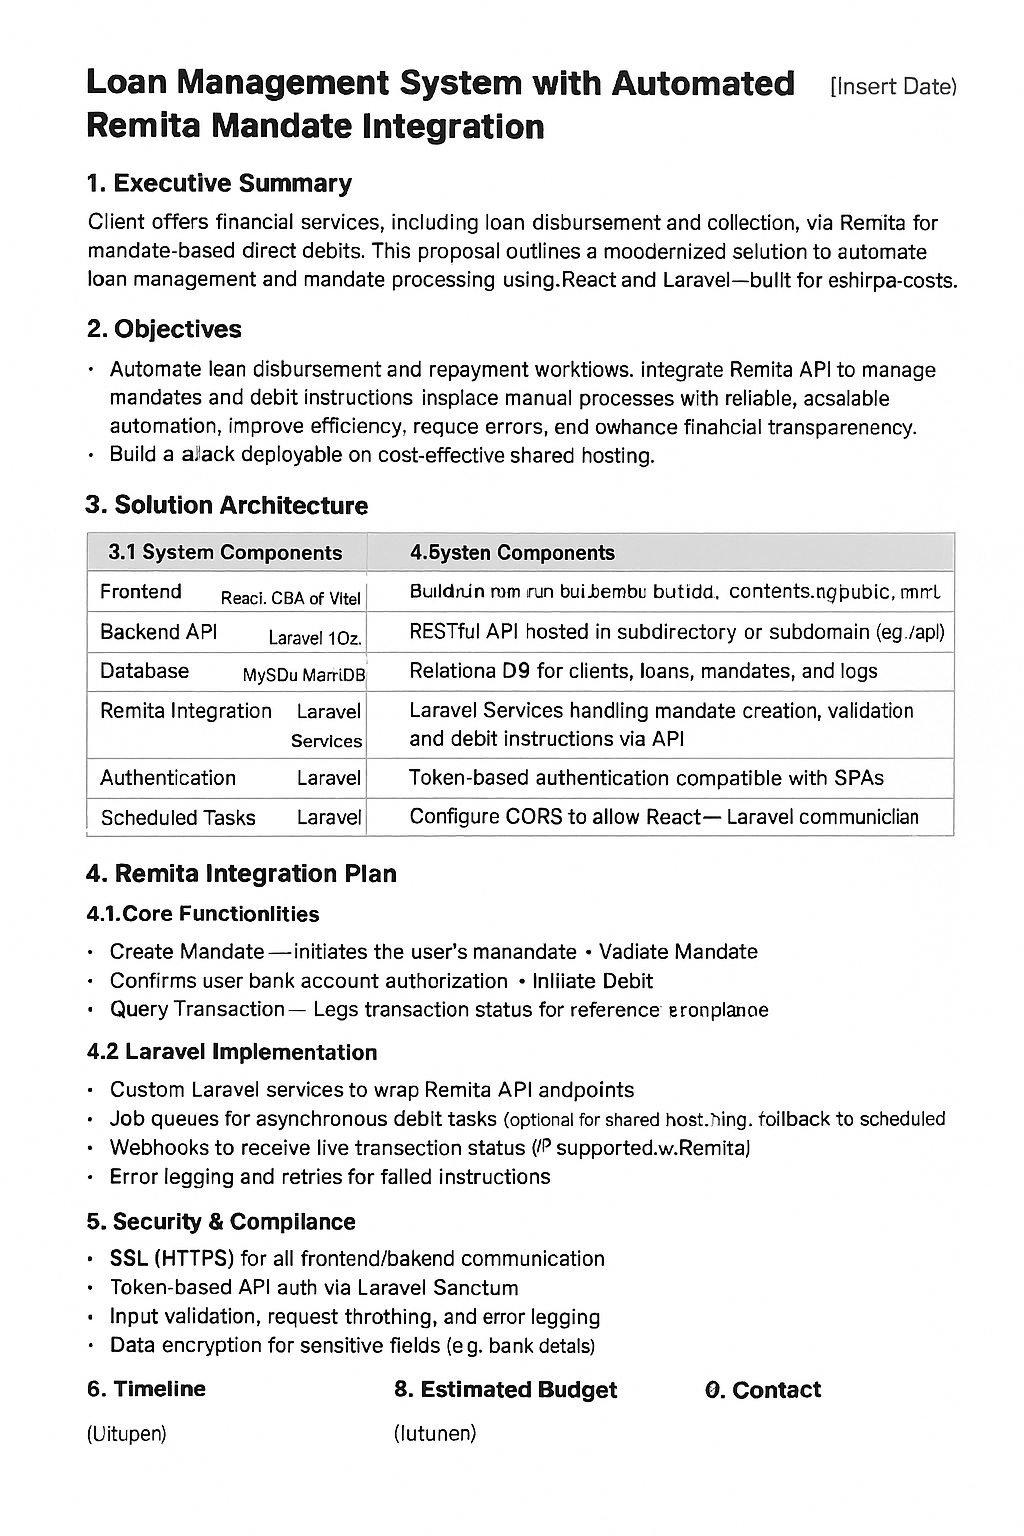 Loan Management System with Automated [Insert Date)
Remita Mandate Integration
1. Executive Summary
Client offers financial services, including loan disbursement and collection, via Remita for
mandate-based direct debits. This proposal outlines a moodernized selution to automate
loan management and mandate processing using.React and Laravel—built for eshirpa-costs.
2. Objectives
· Automate lean disbursement and repayment worktiows. integrate Remita API to manage
mandates and debit instructions insplace manual processes with reliable, acsalable
automation, improve efficiency, requce errors, end owhance finahcial transparenency.
· Build a deployable on cost-effective shared hosting.
3. Solution Architecture
3.1 System Components 4.5ysten Components
Frontend Reaci. CBA of Vitel contents.ngpubic,
Backend API Laravel 1Oz. RESTful API hosted in subdirectory or subdomain (eg./apl)
Database MySDu MarriDB Relationa D9 for clients, loans, mandates, and logs
Remita Integration Laravel Laravel Services handling mandate creation, validation
Services and debit instructions via API
Authentication Laravel Token-based authentication compatible with SPAs
Scheduled Tasks Laravel Configure CORS to allow React— Laravel communiclian
4. Remita Integration Plan
4.1.Core Functionlities
· Create Mandate—initiates the user's manandate • Vadiate Mandate
· Confirms user bank account authorization • Inliiate Debit
· Query Transaction— Legs transaction status for reference
4.2 Laravel Implementation
· Custom Laravel services to wrap Remita API andpoints
· Job queues for asynchronous debit tasks (optional for shared foilback to scheduled
· Webhooks to receive live transection status supported.w.Remita)
· Error legging and retries for falled instructions
5. Security & Compilance
· SSL (HTTPS) for all frontend/bakend communication
· Token-based API auth via Laravel Sanctum
· Input validation, request throthing, and error legging
· Data encryption for sensitive fields (eg. bank detals)
6. Timeline 8. Estimated Budget 0. Contact
(Uitupen) (Iutunen)